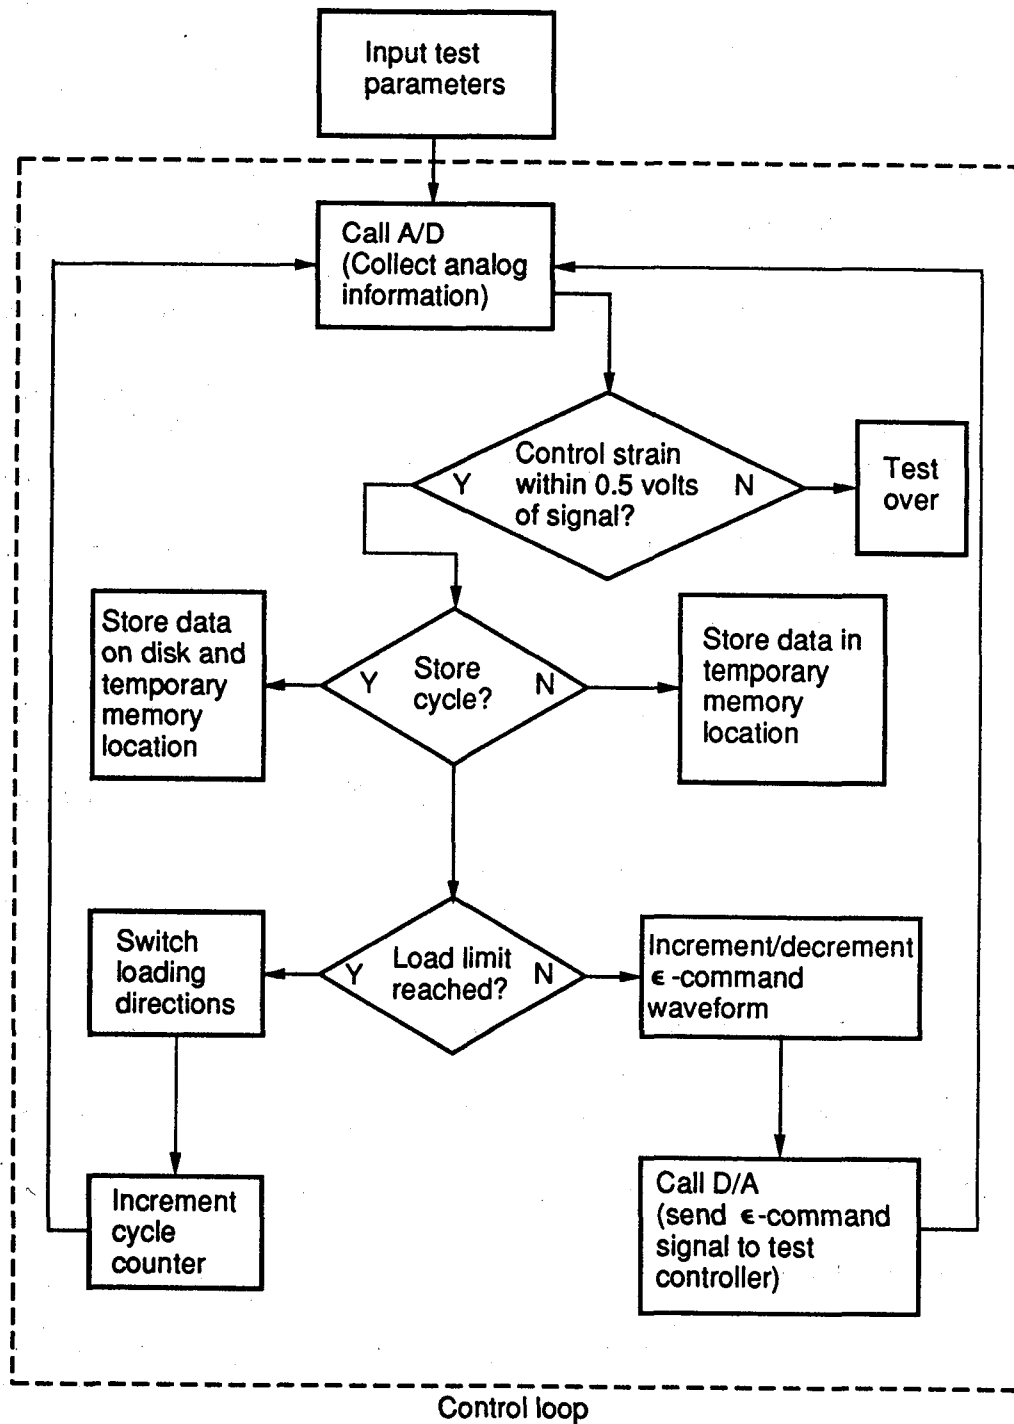 Input test
parameters
Call A/D
(Collect analog
information)
Control strain
within 0.5 volts
of signal?
Y
N
Test
over
Store data
on disk and
temporary
memory
location
Y
Store
cycle?
N
Store data in
temporary
memory
location
Switch
loading
directions
Y
Load limit
reached?
N
Increment/decrement
ϵ-command
waveform
Increment
cycle
counter
Call D/A
(send ϵ-command
signal to test
controller)
Control loop